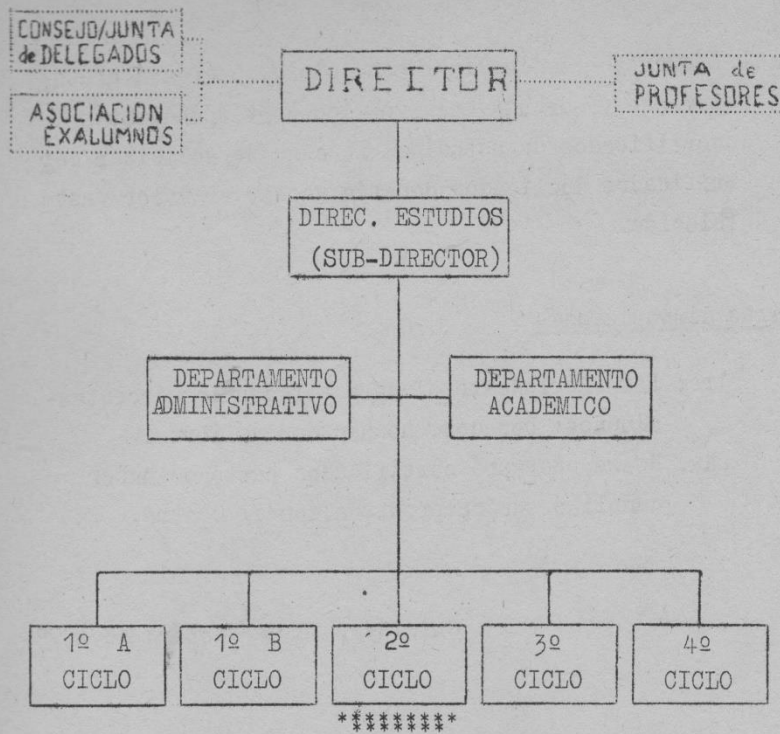 CONSEJO/JUNTA
de DELEGADOS
ASOCIACION
EXALUMNOS
DIRECTOR
JUNTA de
PROFESORES
DIREC. ESTUDIOS
(SUB-DIRECTOR)
DEPARTAMENTO
ADMINISTRATIVO
DEPARTAMENTO
ACADEMICO
1º A
CICLO
1º B
CICLO
2º
CICLO
3º
CICLO
4º
CICLO